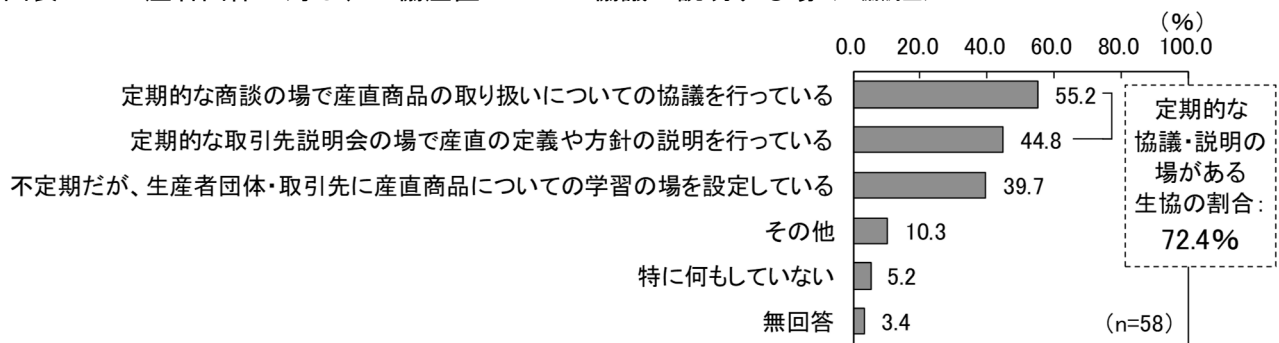 (%)
0.0 20.0 40.0 60.0 80.0 100.0
定期的な商談の場で産直商品の取り扱いについての協議を行っている 55.2
定期的な取引先説明会の場で産直の定義や方針の説明を行っている 44.8
不定期だが、生産者団体・取引先に産直商品についての学習の場を設定している 39.7
その他 10.3
特に何もしていない 5.2
無回答 3.4
(n=58)
定期的な
協議・説明の
場がある
生協の割合：
72.4%